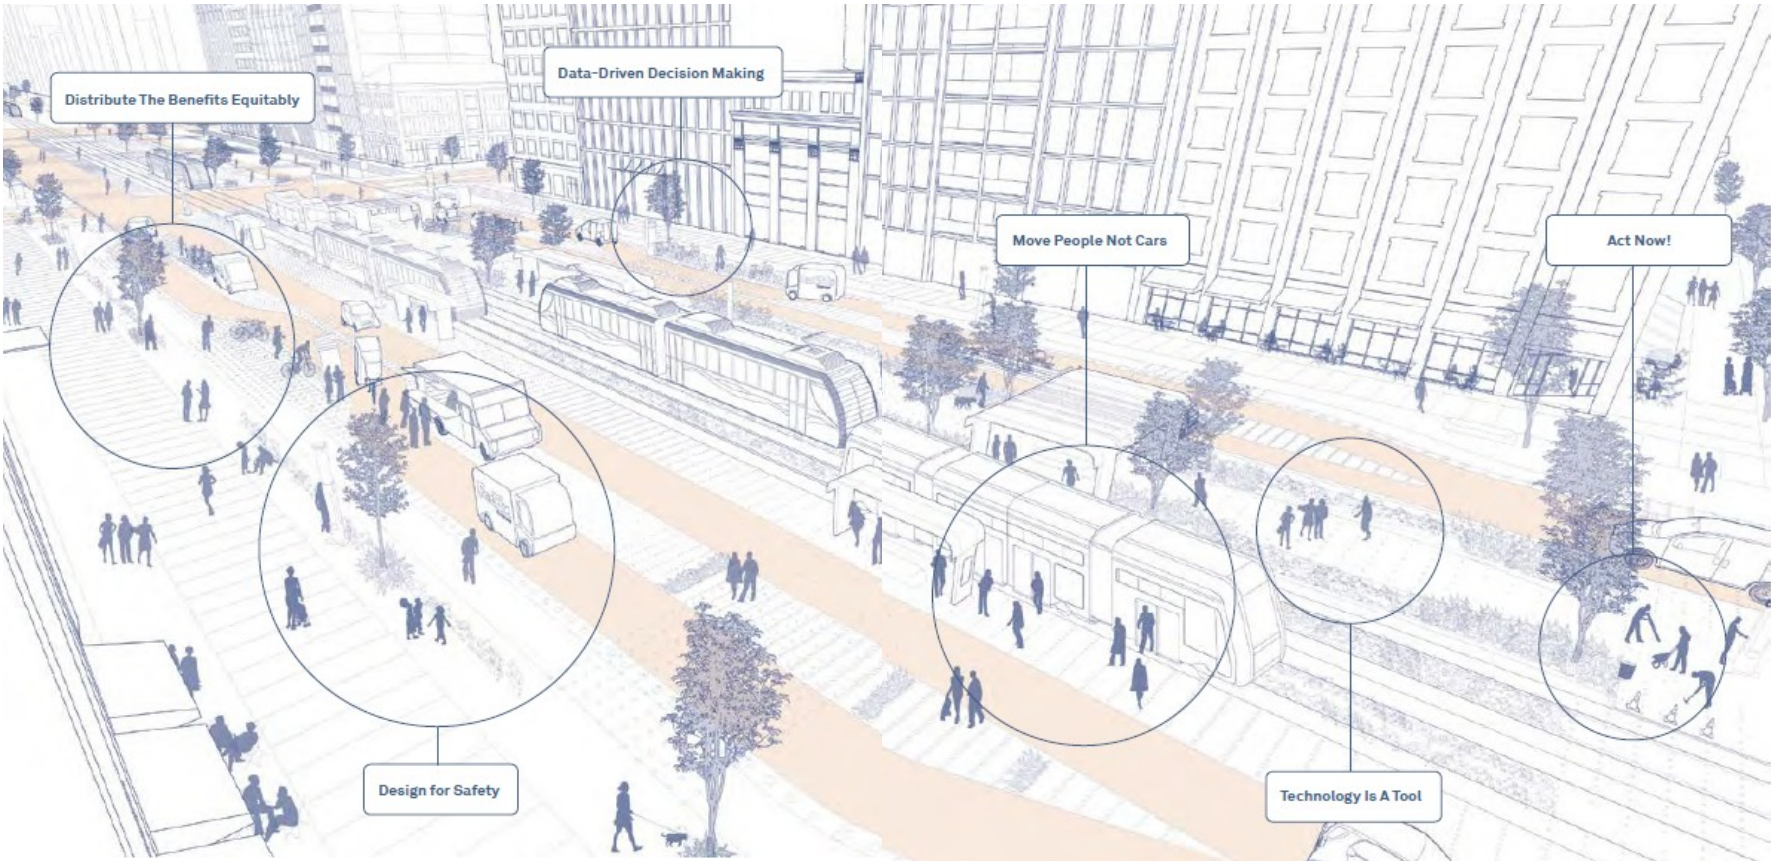 Data-Driven Decision Making
Distribute The Benefits Equitably
Move People Not Cars
Act Now!
Design for Safety
Technology Is A Tool